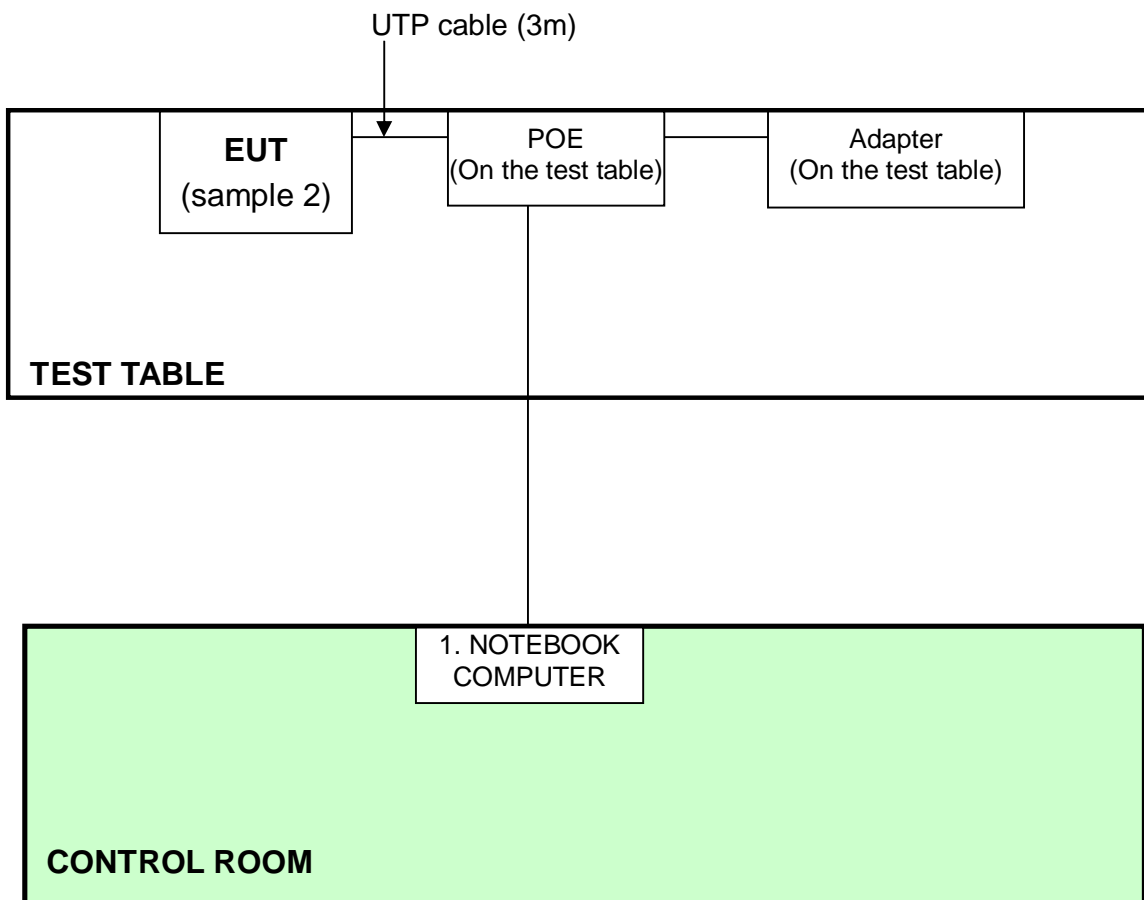 UTP cable (3m)
EUT
(sample 2)
POE
(On the test table)
Adapter
(On the test table)
TEST TABLE
1. NOTEBOOK
COMPUTER
CONTROL ROOM